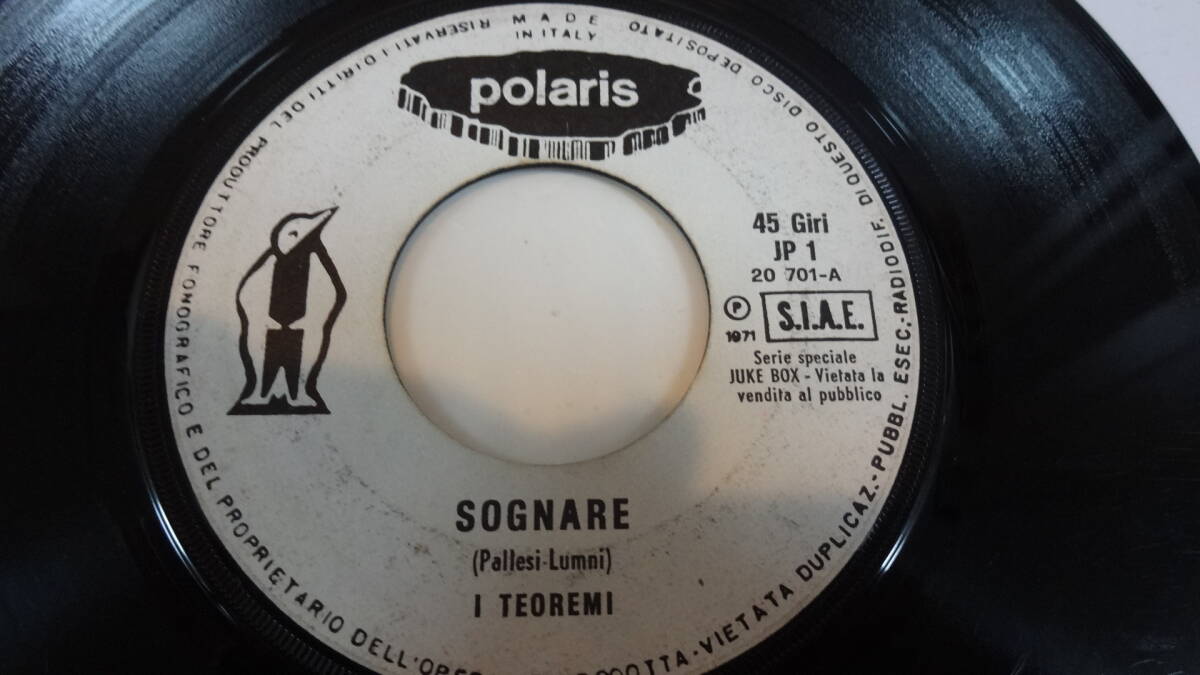 MADE
IN ITALY
polaris
45 Giri
JP 1
20 701-A
P
1971
S.I.A.E.
Serie speciale
JUKE BOX - Vietata la
vendita al pubblico
SOGNARE
(Pallesi-Lumni)
I TEOREMI
RISERVATI I DIRITTI DEL PRODUTTORE FONOGRAFICO E DEL PROPRIETARIO DELL'OPERA
-VIETATA DUPLICAZ.-PUBBL. ESEC.-RADIODIF. DI QUESTO DISCO DEPOSITATO